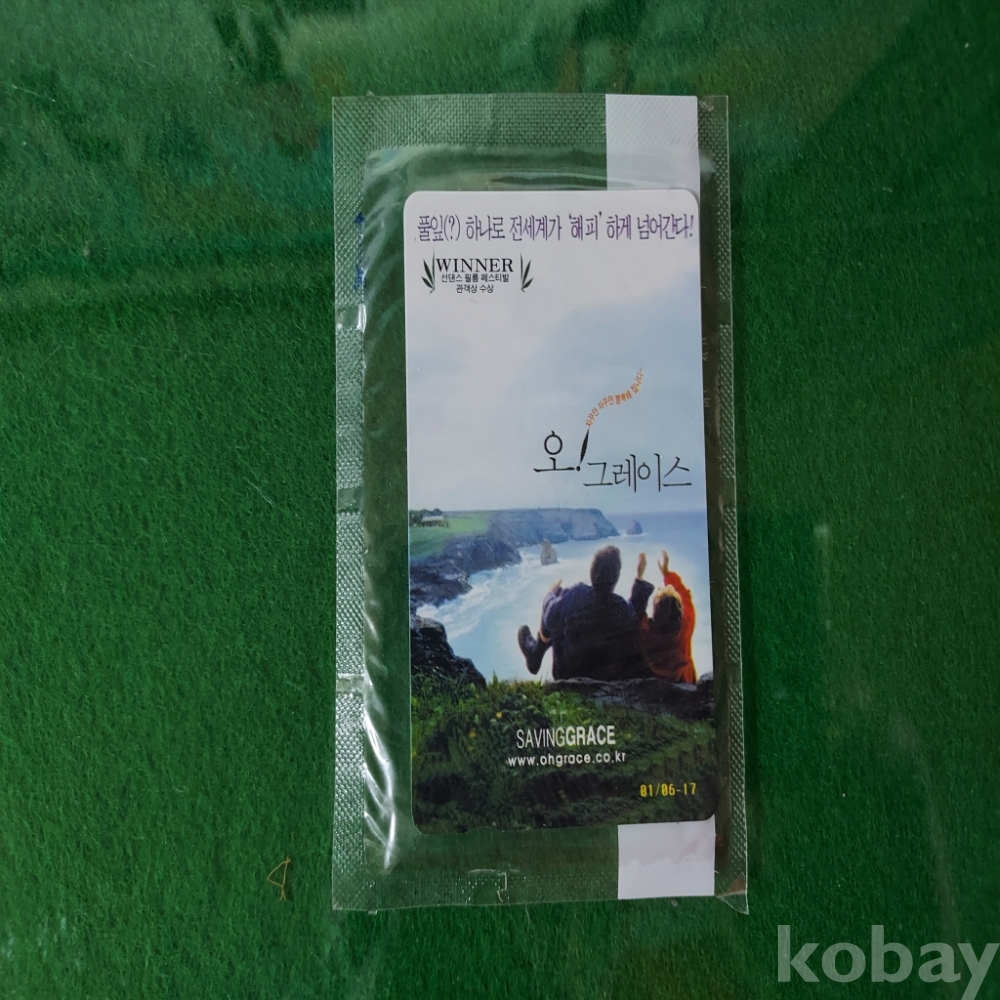 풀잎(?) 하나로 전세계가 '해피' 하게 넘어간다!
WINNER
선댄스 필름 페스티발
관객상 수상
오!
그레이스
SAVINGGRACE
www.ohgrace.co.kr
01/06-17
kobay